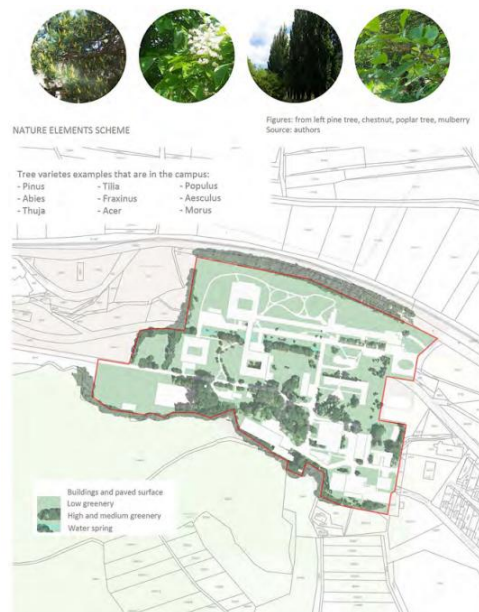 Figures: from left pine tree, chestnut, poplar tree, mulberry
Source: authors
NATURE ELEMENTS SCHEME
Tree varietes examples that are in the campus:
- Pinus - Tilia - Populus
- Abies - Fraxinus - Aesculus
- Thuja - Acer - Morus
Buildings and paved surface
Low greenery
High and medium greenery
Water spring